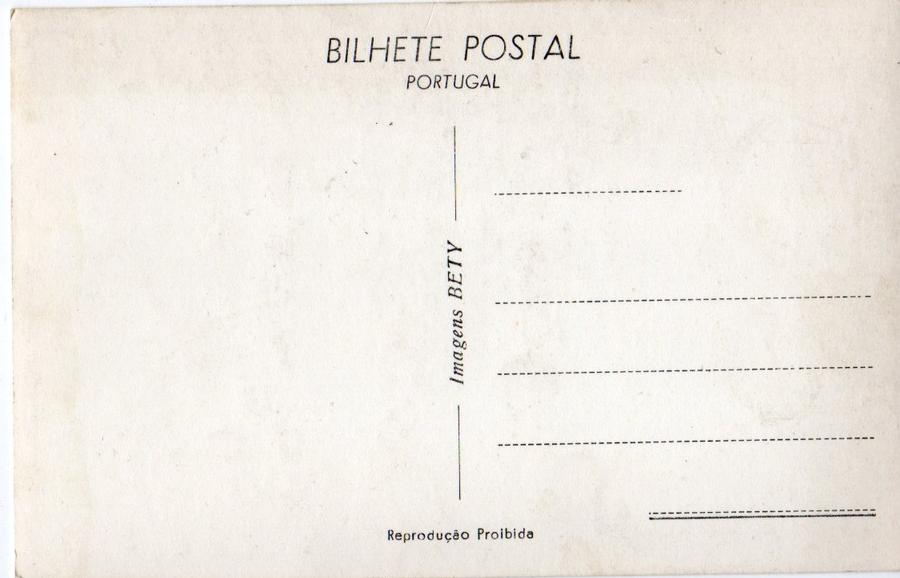 BILHETE POSTAL
PORTUGAL
Imagens BETY
Reprodução Proibida